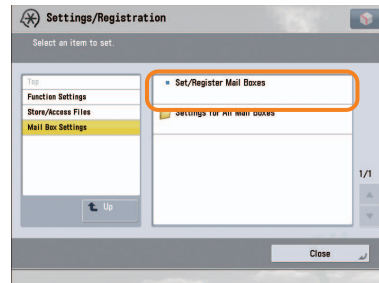 Settings/Registration
Select an item to set.
Top
Function Settings
Store/Access Files
Mail Box Settings
Up
Set/Register Mail Boxes
Settings for All Mail Boxes
1/1
Close